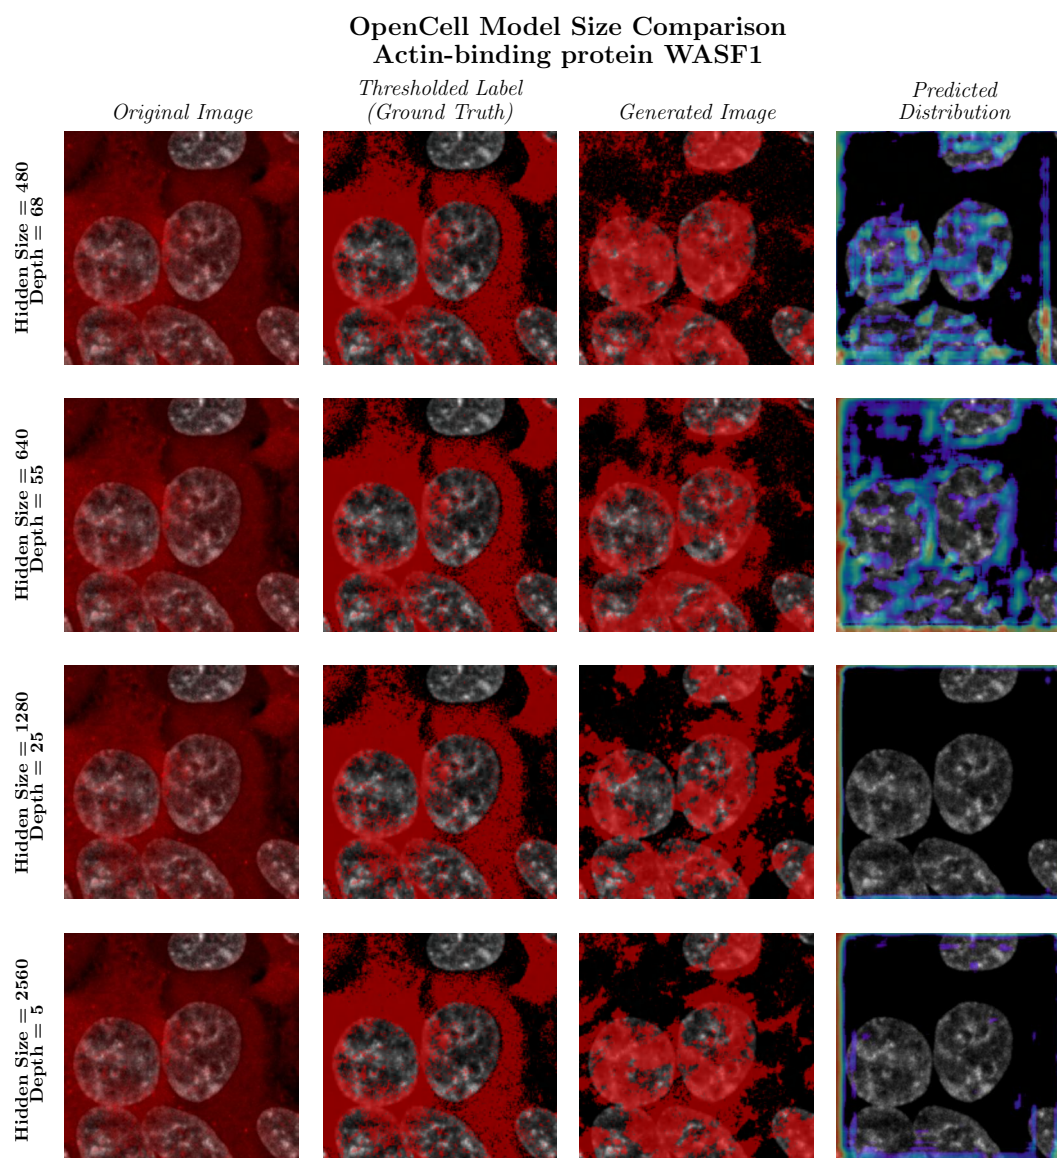 OpenCell Model Size Comparison
Actin-binding protein WASF1
Original Image
Thresholded Label
(Ground Truth)
Generated Image
Predicted
Distribution
Hidden Size = 480
Depth = 68
Hidden Size = 640
Depth = 55
Hidden Size = 1280
Depth = 25
Hidden Size = 2560
Depth = 5